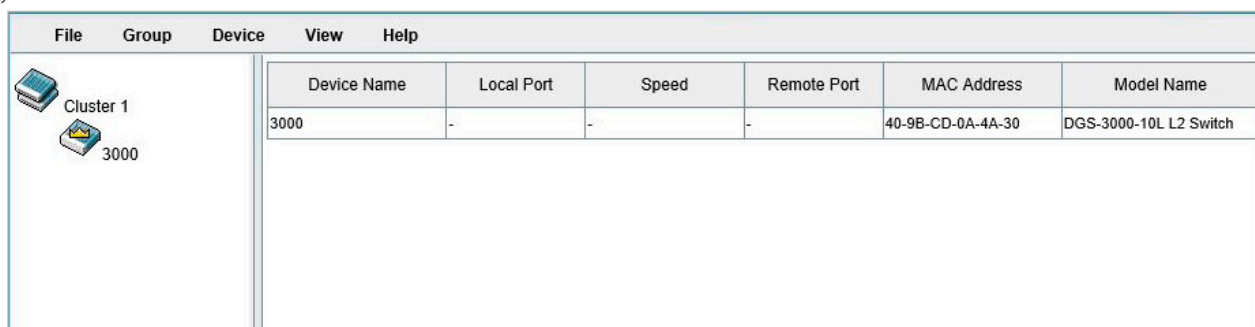 File Group Device View Help
Cluster 1
3000
Device Name Local Port Speed Remote Port MAC Address Model Name
3000 - - - 40-9B-CD-0A-4A-30 DGS-3000-10L L2 Switch